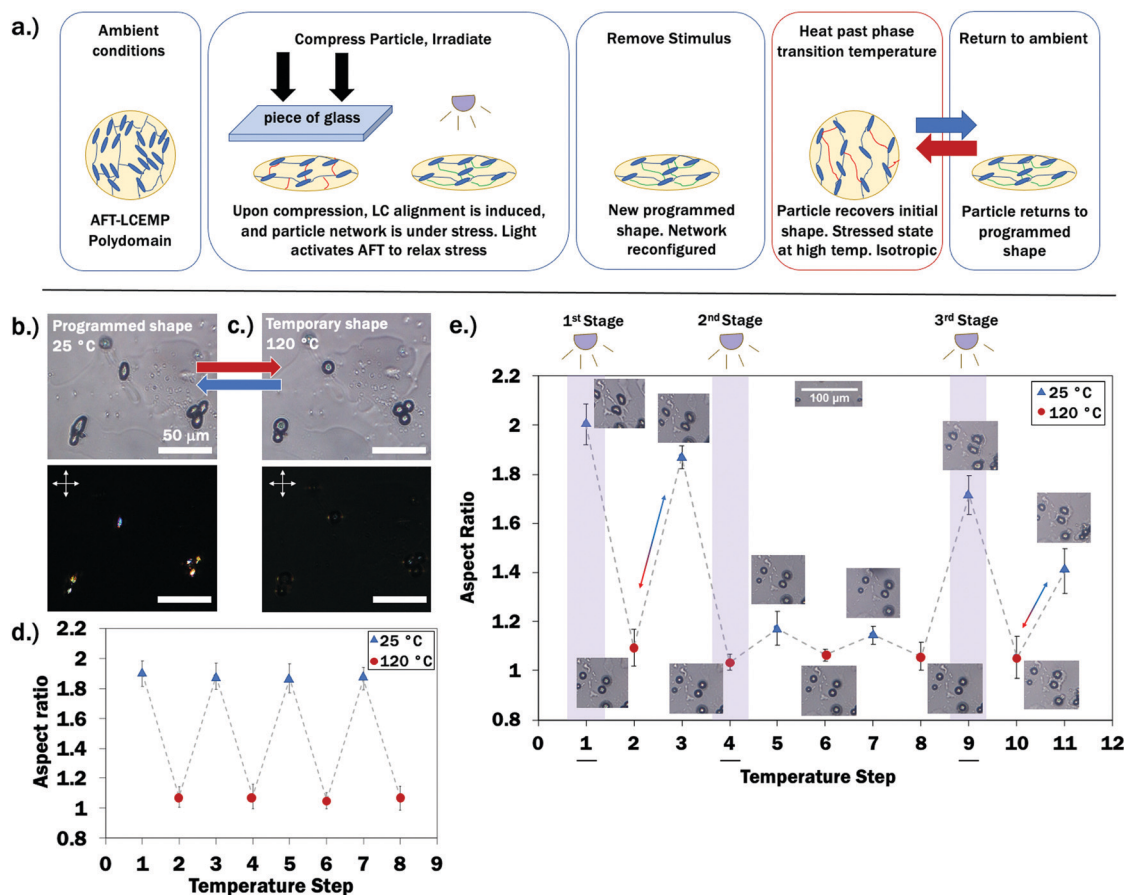 a.)
Ambient
conditions
AFT-LCEMP
Polydomain
Compress Particle, Irradiate
piece of glass
Upon compression, LC alignment is induced,
and particle network is under stress. Light
activates AFT to relax stress
Remove Stimulus
New programmed
shape. Network
reconfigured
Heat past phase
transition temperature
Particle recovers initial
shape. Stressed state
at high temp. Isotropic
Return to ambient
Particle returns to
programmed
shape
b.)
Programmed shape
25 °C
50 μm
c.)
Temporary shape
120 °C
d.)
2.2
2
1.8
1.6
1.4
1.2
1
0.8
Aspect ratio
25 °C
120 °C
0 1 2 3 4 5 6 7 8 9
Temperature Step
e.)
1st Stage
2nd Stage
3rd Stage
2.2
2
1.8
1.6
1.4
1.2
1
0.8
Aspect Ratio
100 μm
25 °C
120 °C
0 1 2 3 4 5 6 7 8 9 10 11 12
Temperature Step